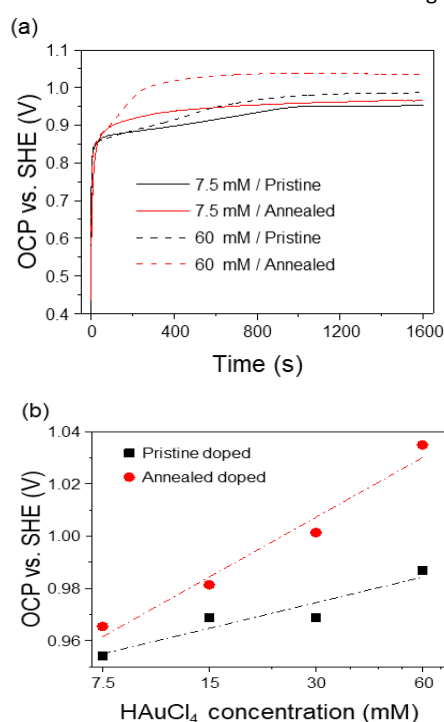 (a)
1.1
1.0
0.9
0.8
0.7
0.6
0.5
0.4
OCP vs. SHE (V)
7.5 mM / Pristine
7.5 mM / Annealed
60 mM / Pristine
60 mM / Annealed
0 400 800 1200 1600
Time (s)
(b)
1.04
1.02
1.00
0.98
0.96
OCP vs. SHE (V)
Pristine doped
Annealed doped
7.5 15 30 60
HAuCl₄ concentration (mM)